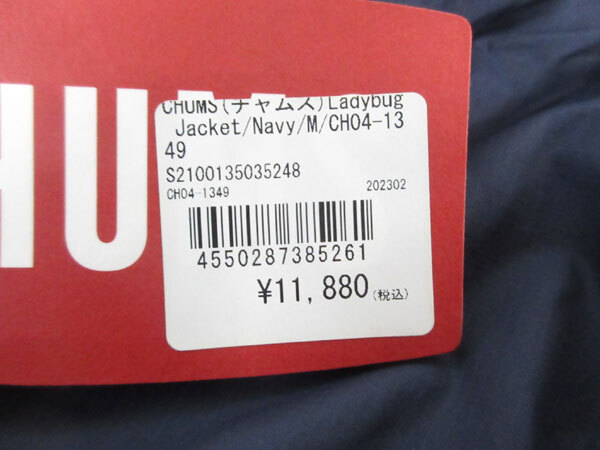 HU
CHUMS(チャムス)Ladybug
Jacket/Navy/M/CH04-13
49
S2100135035248
CH04-1349 202302
4550287385261
¥11,880(税込)